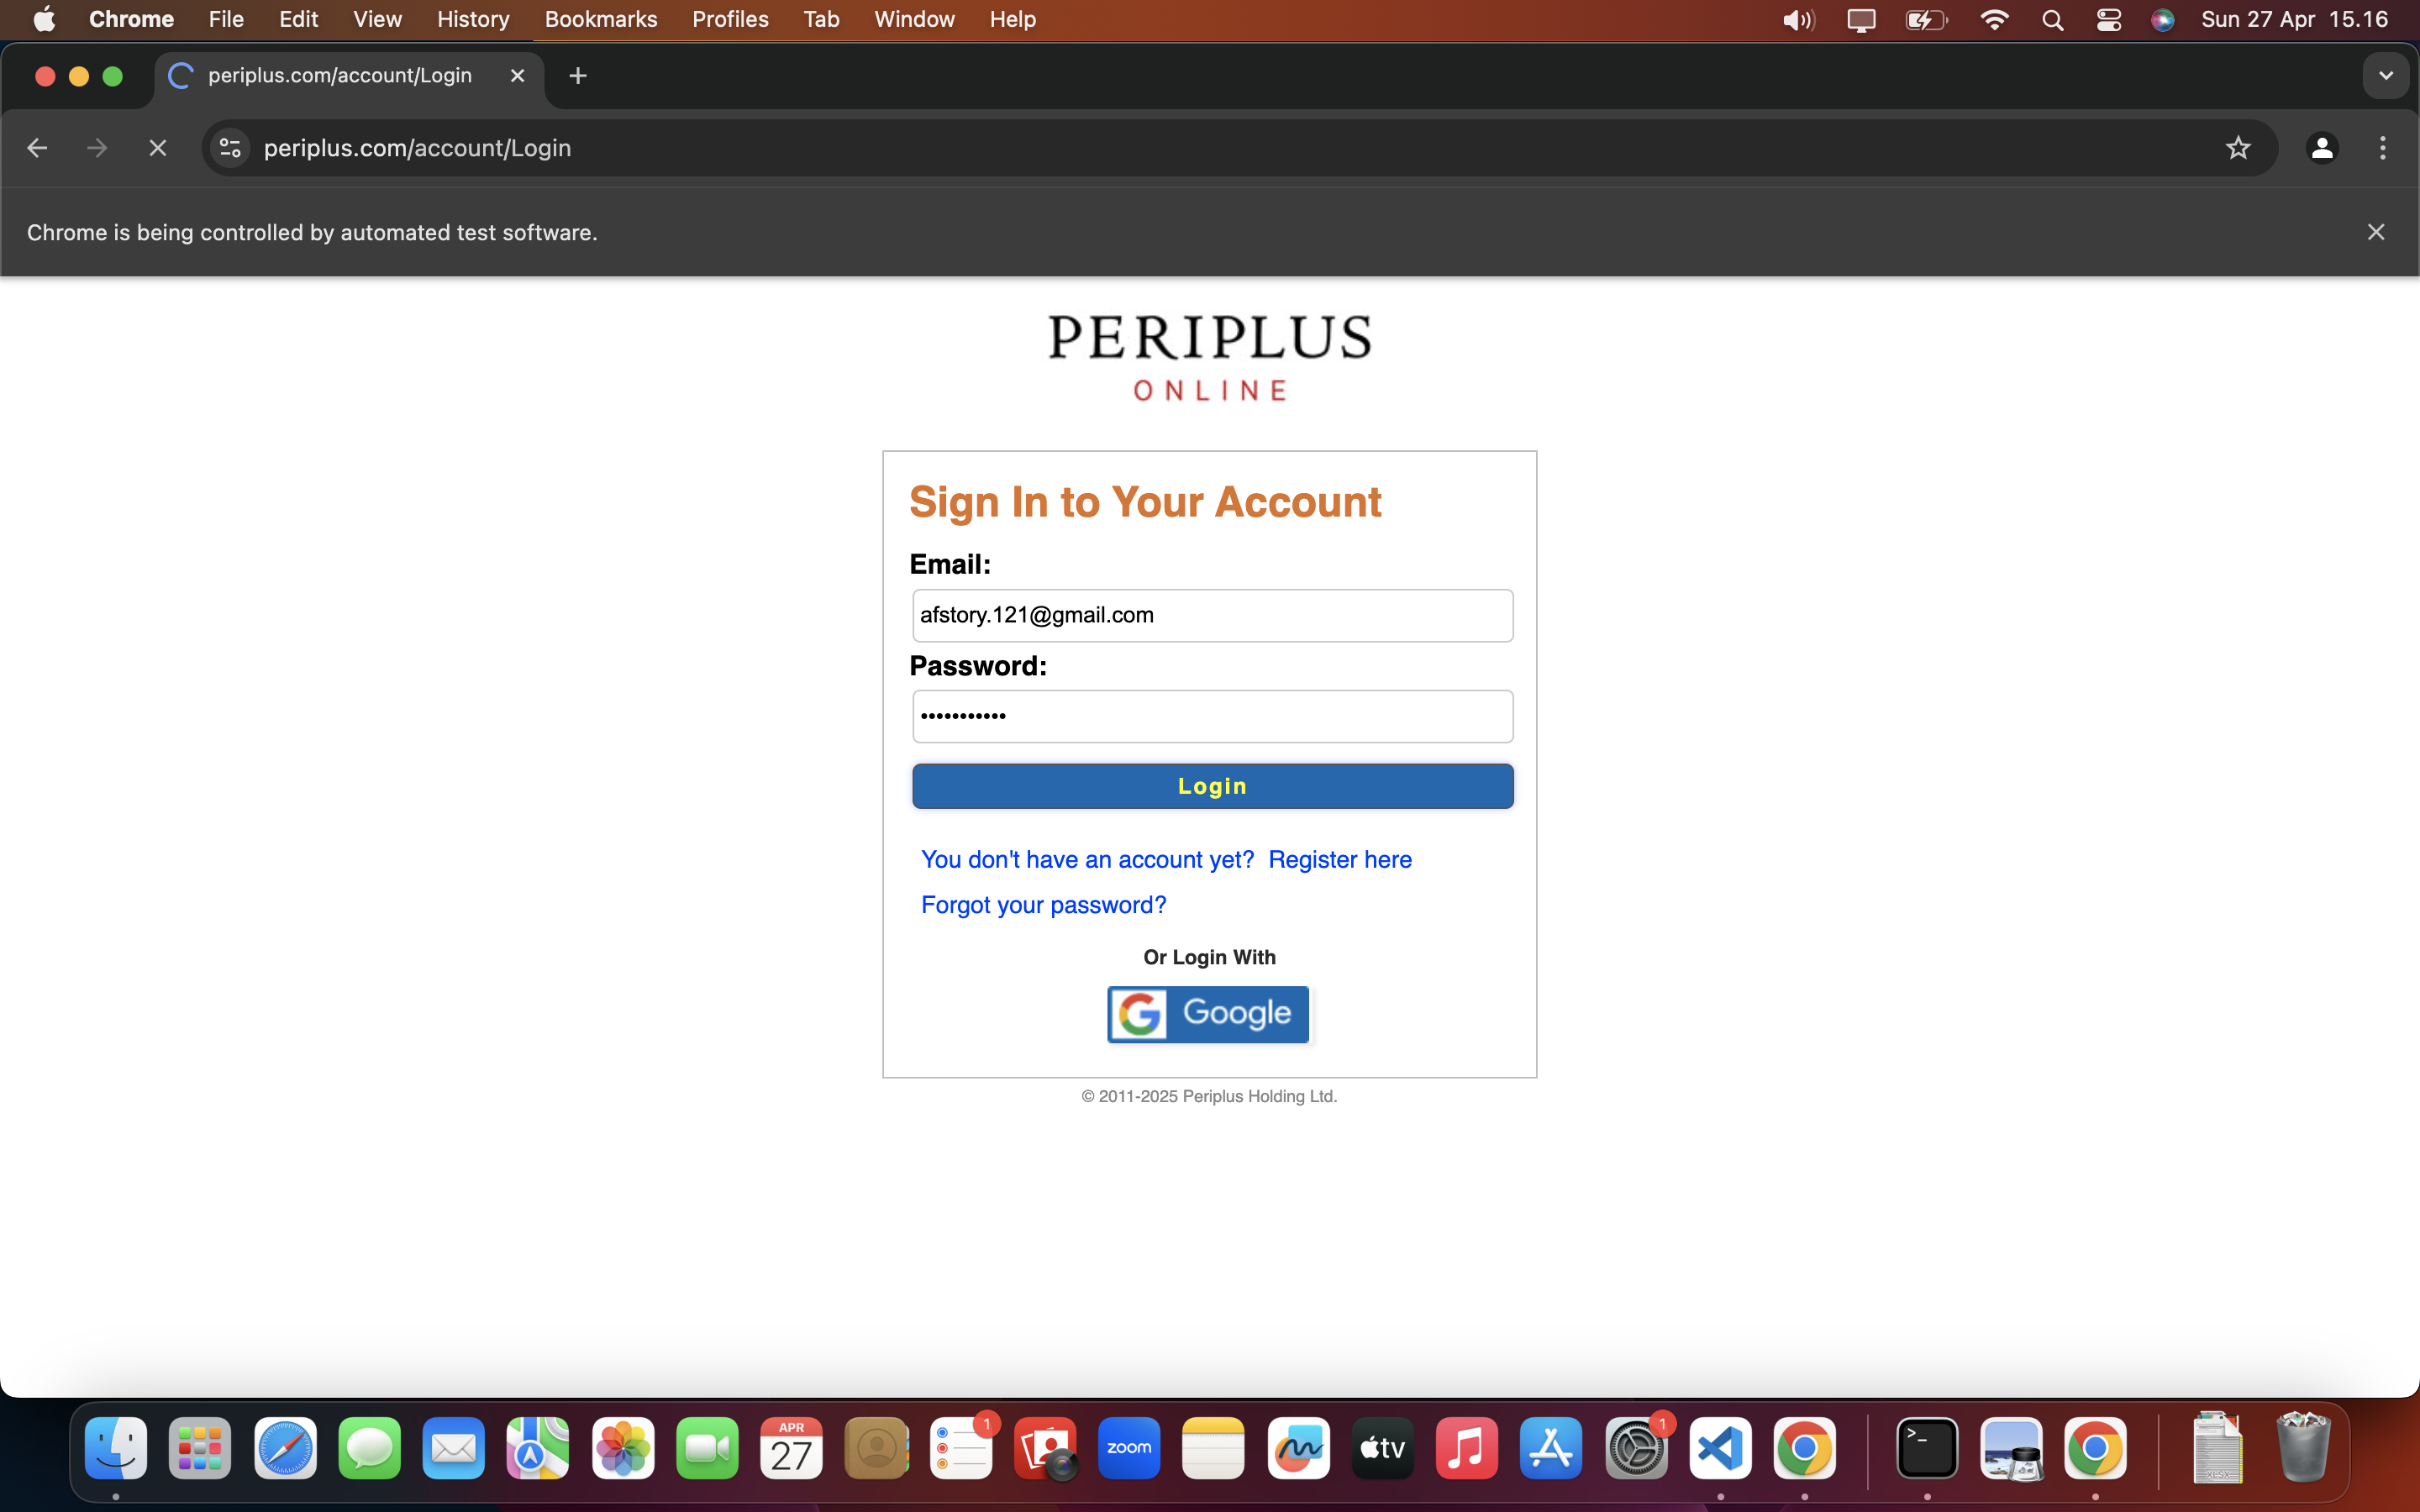 Chrome File Edit View History Bookmarks Profiles Tab Window Help Sun 27 Apr 15.16
periplus.com/account/Login
periplus.com/account/Login
Chrome is being controlled by automated test software.
PERIPLUS
ONLINE
Sign In to Your Account
Email:
afstory.121@gmail.com
Password:
•••••••••••
Login
You don't have an account yet? Register here
Forgot your password?
Or Login With
G Google
© 2011-2025 Periplus Holding Ltd.
APR
27
1
zoom
tv
1
>_
XLSX